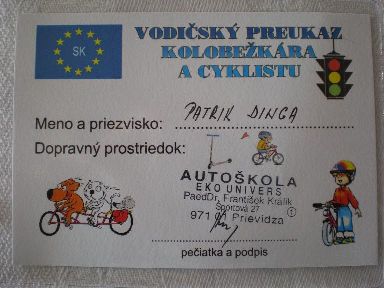 SK
VODIČSKÝ PREUKAZ
KOLOBEŽKÁRA
A CYKLISTU
Meno a priezvisko: PATRIK DINGA
Dopravný prostriedok:
AUTOŠKOLA
EKO UNIVERS
PaedDr. František Králik
Športová 27
971 01 Prievidza
pečiatka a podpis